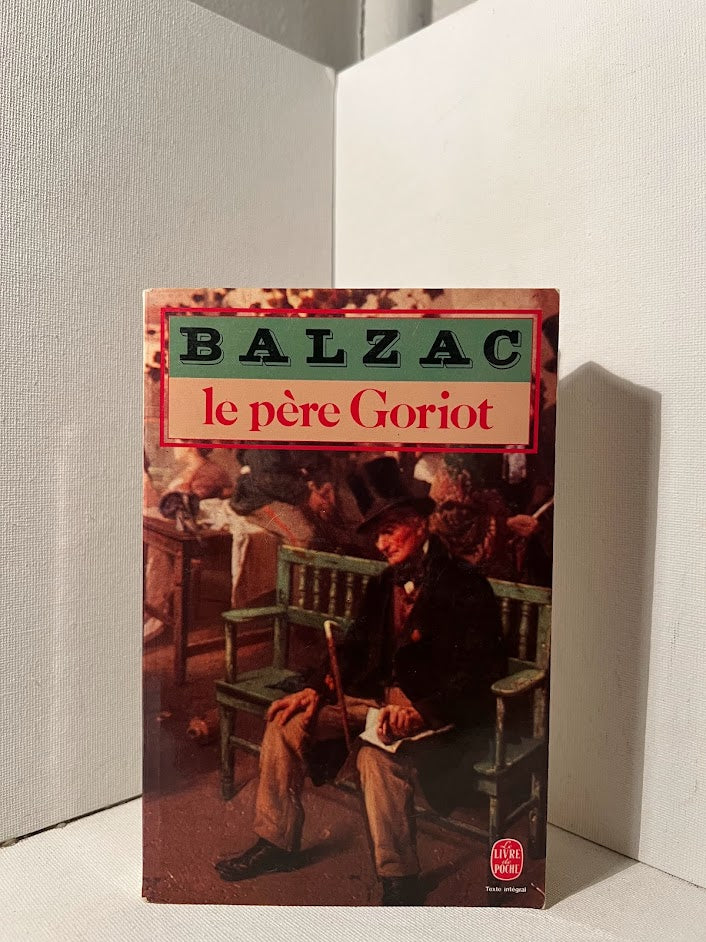 BALZAC
le père Goriot
Le
LIVRE
de
POCHE
Texte intégral